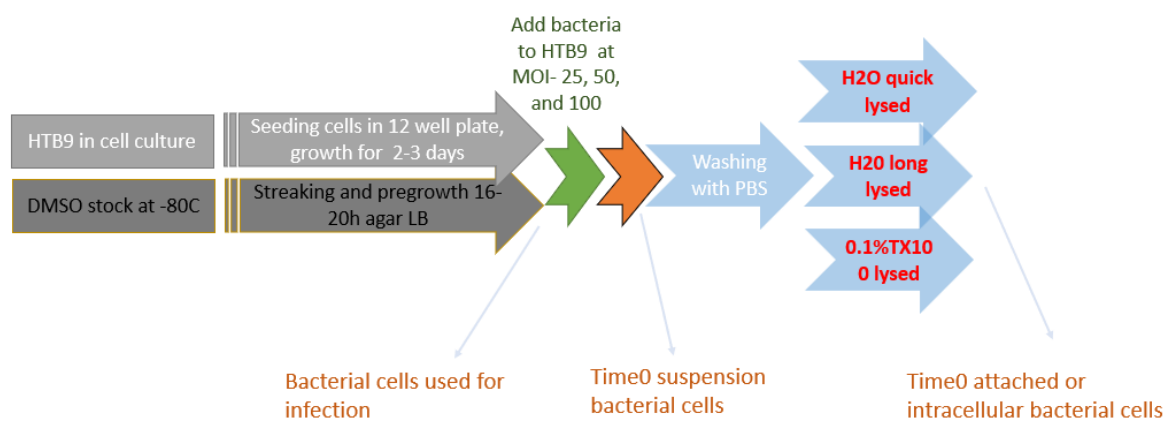 Add bacteria
to HTB9 at
MOI- 25, 50,
and 100
HTB9 in cell culture
Seeding cells in 12 well plate,
growth for 2-3 days
DMSO stock at -80C
Streaking and pregrowth 16-
20h agar LB
Washing
with PBS
H2O quick
lysed
H20 long
lysed
0.1%TX10
0 lysed
Bacterial cells used for
infection
Time0 suspension
bacterial cells
Time0 attached or
intracellular bacterial cells